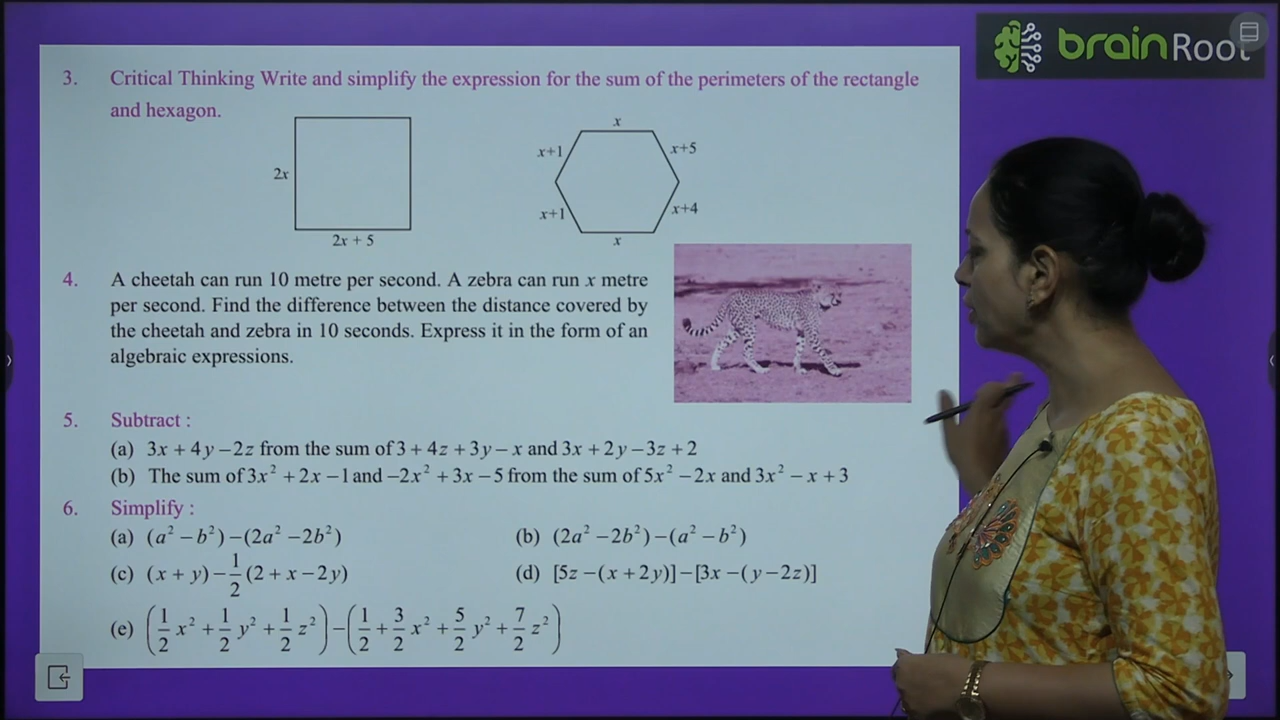 brainRoot
3. Critical Thinking Write and simplify the expression for the sum of the perimeters of the rectangle
and hexagon.
2x
2x + 5
x
x+1
x+5
x+1
x+4
x
4. A cheetah can run 10 metre per second. A zebra can run x metre
per second. Find the difference between the distance covered by
the cheetah and zebra in 10 seconds. Express it in the form of an
algebraic expressions.
5. Subtract :
(a) 3x + 4y − 2z from the sum of 3 + 4z + 3y − x and 3x + 2y − 3z + 2
(b) The sum of 3x² + 2x − 1 and −2x² + 3x − 5 from the sum of 5x² − 2x and 3x² − x + 3
6. Simplify :
(a) (a² − b²) − (2a² − 2b²)
(b) (2a² − 2b²) − (a² − b²)
(c) (x + y) − 1/2 (2 + x − 2y)
(d) [5z − (x + 2y)] − [3x − (y − 2z)]
(e) (1/2 x² + 1/2 y² + 1/2 z²) − (1/2 + 3/2 x² + 5/2 y² + 7/2 z²)